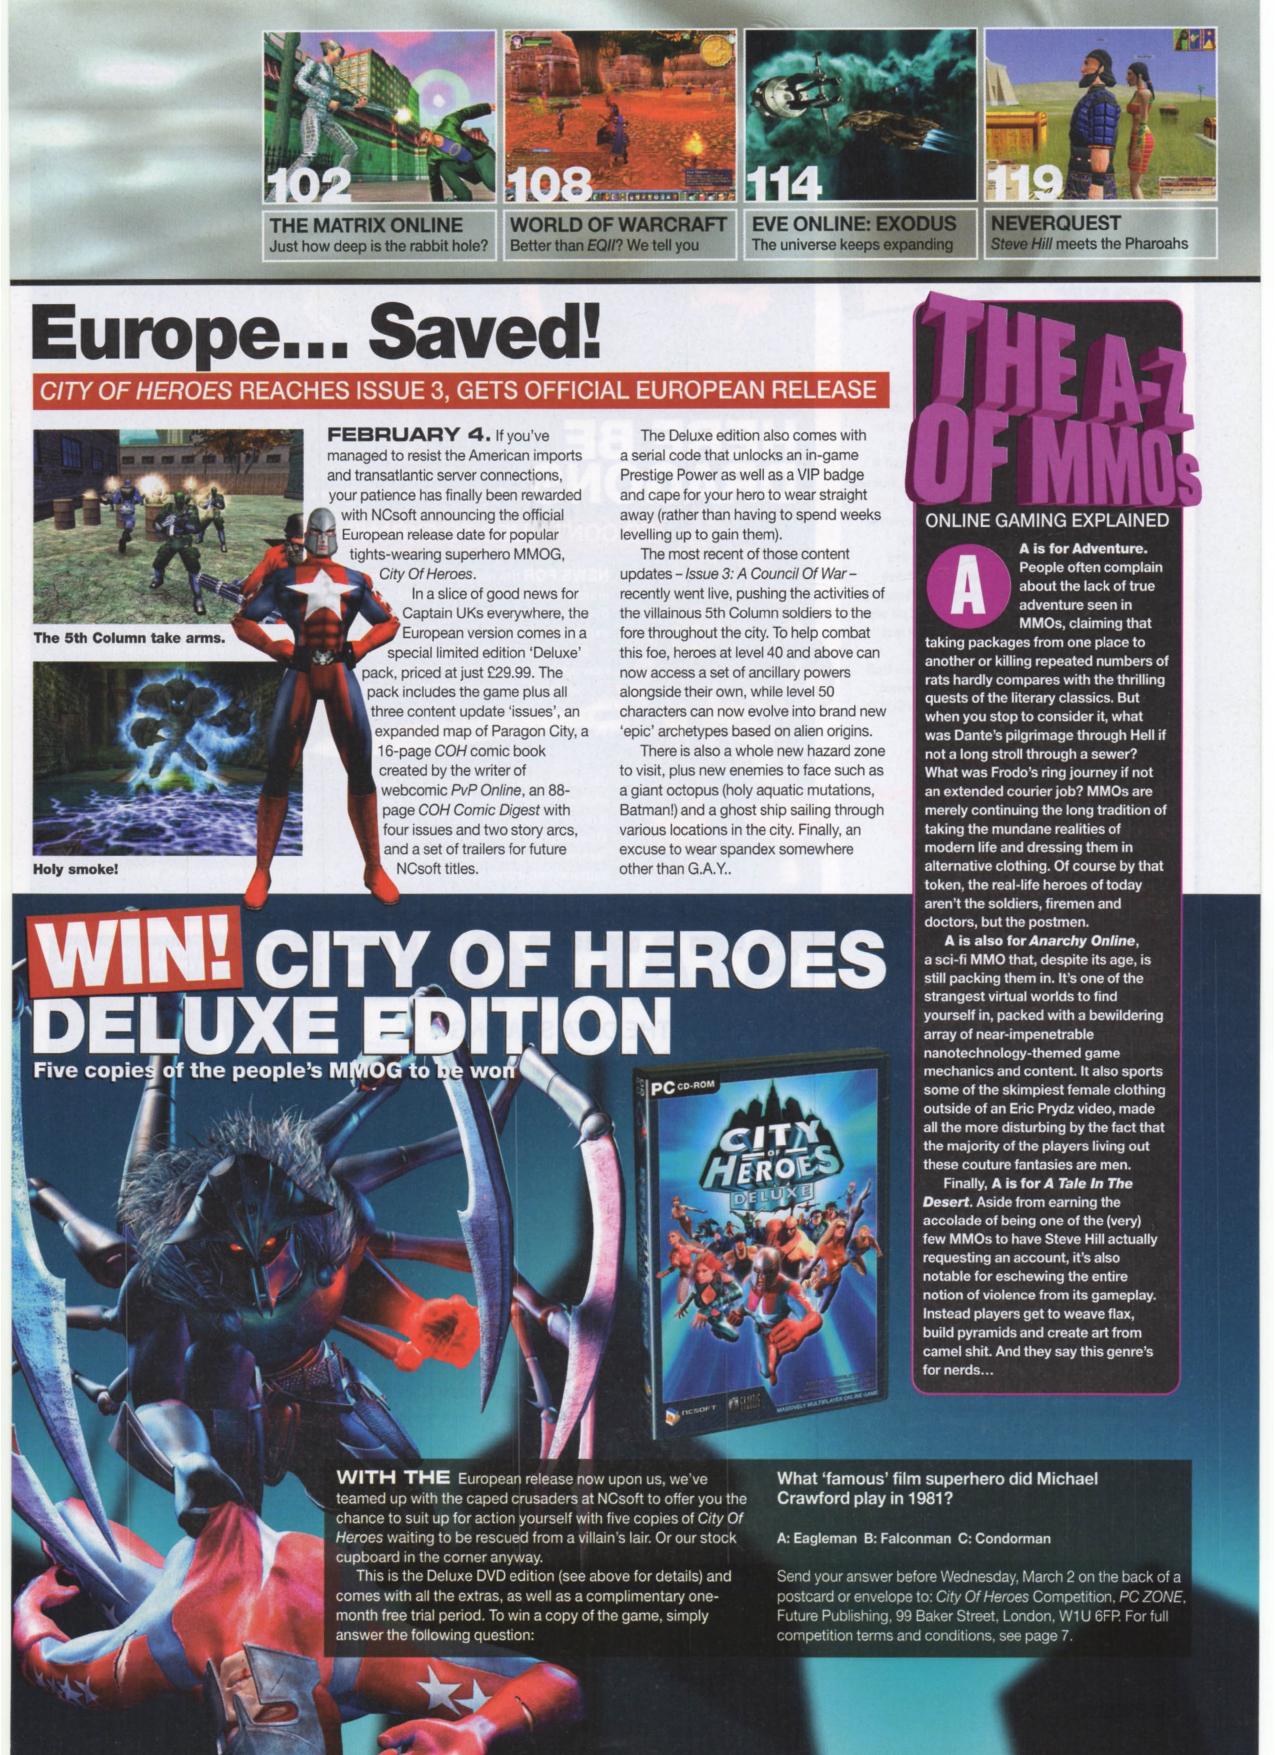 102
THE MATRIX ONLINE
Just how deep is the rabbit hole?
108
WORLD OF WARCRAFT
Better than EQII? We tell you
114
EVE ONLINE: EXODUS
The universe keeps expanding
119
NEVERQUEST
Steve Hill meets the Pharoahs
Europe... Saved!
CITY OF HEROES REACHES ISSUE 3, GETS OFFICIAL EUROPEAN RELEASE
The 5th Column take arms.
Holy smoke!
FEBRUARY 4. If you've
managed to resist the American imports
and transatlantic server connections,
your patience has finally been rewarded
with NCsoft announcing the official
European release date for popular
tights-wearing superhero MMOG,
City Of Heroes.
In a slice of good news for
Captain UKs everywhere, the
European version comes in a
special limited edition 'Deluxe'
pack, priced at just £29.99. The
pack includes the game plus all
three content update 'issues', an
expanded map of Paragon City, a
16-page COH comic book
created by the writer of
webcomic PvP Online, an 88-
page COH Comic Digest with
four issues and two story arcs,
and a set of trailers for future
NCsoft titles.
The Deluxe edition also comes with
a serial code that unlocks an in-game
Prestige Power as well as a VIP badge
and cape for your hero to wear straight
away (rather than having to spend weeks
levelling up to gain them).
The most recent of those content
updates – Issue 3: A Council Of War –
recently went live, pushing the activities of
the villainous 5th Column soldiers to the
fore throughout the city. To help combat
this foe, heroes at level 40 and above can
now access a set of ancillary powers
alongside their own, while level 50
characters can now evolve into brand new
'epic' archetypes based on alien origins.
There is also a whole new hazard zone
to visit, plus new enemies to face such as
a giant octopus (holy aquatic mutations,
Batman!) and a ghost ship sailing through
various locations in the city. Finally, an
excuse to wear spandex somewhere
other than G.A.Y..
THE A-Z
OF MMOs
ONLINE GAMING EXPLAINED
A
A is for Adventure.
People often complain
about the lack of true
adventure seen in
MMOs, claiming that
taking packages from one place to
another or killing repeated numbers of
rats hardly compares with the thrilling
quests of the literary classics. But
when you stop to consider it, what
was Dante's pilgrimage through Hell if
not a long stroll through a sewer?
What was Frodo's ring journey if not
an extended courier job? MMOs are
merely continuing the long tradition of
taking the mundane realities of
modern life and dressing them in
alternative clothing. Of course by that
token, the real-life heroes of today
aren't the soldiers, firemen and
doctors, but the postmen.
A is also for Anarchy Online,
a sci-fi MMO that, despite its age, is
still packing them in. It's one of the
strangest virtual worlds to find
yourself in, packed with a bewildering
array of near-impenetrable
nanotechnology-themed game
mechanics and content. It also sports
some of the skimpiest female clothing
outside of an Eric Prydz video, made
all the more disturbing by the fact that
the majority of the players living out
these couture fantasies are men.
Finally, A is for A Tale In The
Desert. Aside from earning the
accolade of being one of the (very)
few MMOs to have Steve Hill actually
requesting an account, it's also
notable for eschewing the entire
notion of violence from its gameplay.
Instead players get to weave flax,
build pyramids and create art from
camel shit. And they say this genre's
for nerds...
WIN! CITY OF HEROES
DELUXE EDITION
Five copies of the people's MMOG to be won
PC CD-ROM
CITY
OF
HEROES
DELUXE
NCSOFT
MASSIVELY MULTIPLAYER ONLINE GAME
WITH THE European release now upon us, we've
teamed up with the caped crusaders at NCsoft to offer you the
chance to suit up for action yourself with five copies of City Of
Heroes waiting to be rescued from a villain's lair. Or our stock
cupboard in the corner anyway.
This is the Deluxe DVD edition (see above for details) and
comes with all the extras, as well as a complimentary one-
month free trial period. To win a copy of the game, simply
answer the following question:
What 'famous' film superhero did Michael
Crawford play in 1981?
A: Eagleman B: Falconman C: Condorman
Send your answer before Wednesday, March 2 on the back of a
postcard or envelope to: City Of Heroes Competition, PC ZONE,
Future Publishing, 99 Baker Street, London, W1U 6FP. For full
competition terms and conditions, see page 7.